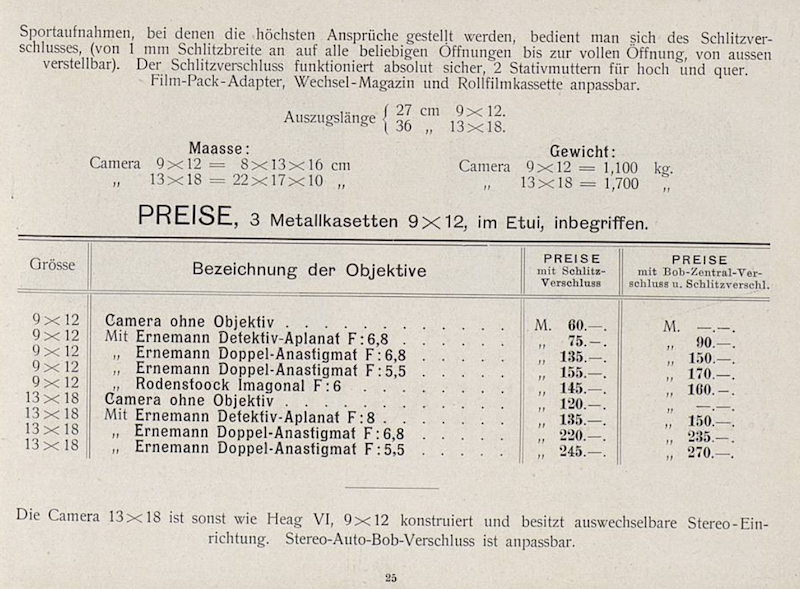 Sportaufnahmen, bei denen die höchsten Ansprüche gestellt werden, bedient man sich des Schlitzver-
schlusses, (von 1 mm Schlitzbreite an auf alle beliebigen Öffnungen bis zur vollen Öffnung, von aussen
verstellbar). Der Schlitzverschluss funktioniert absolut sicher, 2 Stativmuttern für hoch und quer.
Film-Pack-Adapter, Wechsel-Magazin und Rollfilmkassette anpassbar.
Auszugslänge { 27 cm 9×12.
36 „ 13×18.
Maasse: Gewicht:
Camera 9×12 = 8×13×16 cm Camera 9×12 = 1,100 kg.
„ 13×18 = 22×17×10 „ „ 13×18 = 1,700 „
PREISE, 3 Metallkasetten 9×12, im Etui, inbegriffen.
Grösse Bezeichnung der Objektive PREISE mit Schlitz-Verschluss PREISE mit Bob-Zentral-Ver-schluss u. Schlitzverschl.
9×12 Camera ohne Objektiv . . . . . . . . . . . M. 60.—. M. —.—.
9×12 Mit Ernemann Detektiv-Aplanat F:6,8 . . . . . „ 75.—. „ 90.—.
9×12 „ Ernemann Doppel-Anastigmat F:6,8 . . . . . „ 135.—. „ 150.—.
9×12 „ Ernemann Doppel-Anastigmat F:5,5 . . . . . „ 155.—. „ 170.—.
9×12 „ Rodenstoock Imagonal F:6 . . . . . . . . „ 145.—. „ 160.—.
13×18 Camera ohne Objektiv . . . . . . . . . . . „ 120.—. „ —.—.
13×18 Mit Ernemann Detektiv-Aplanat F:8 . . . . . . „ 135.—. „ 150.—.
13×18 „ Ernemann Doppel-Anastigmat F:6,8 . . . . . „ 220.—. „ 235.—.
13×18 „ Ernemann Doppel-Anastigmat F:5,5 . . . . . „ 245.—. „ 270.—.
Die Camera 13×18 ist sonst wie Heag VI, 9×12 konstruiert und besitzt auswechselbare Stereo-Ein-
richtung. Stereo-Auto-Bob-Verschluss ist anpassbar.
25